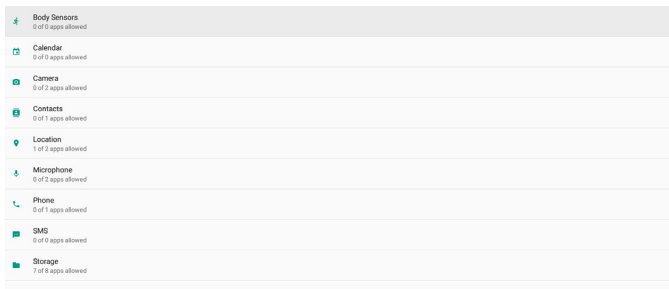 Body Sensors
0 of 0 apps allowed
Calendar
0 of 0 apps allowed
Camera
0 of 2 apps allowed
Contacts
0 of 1 apps allowed
Location
1 of 2 apps allowed
Microphone
0 of 2 apps allowed
Phone
0 of 1 apps allowed
SMS
0 of 0 apps allowed
Storage
7 of 8 apps allowed